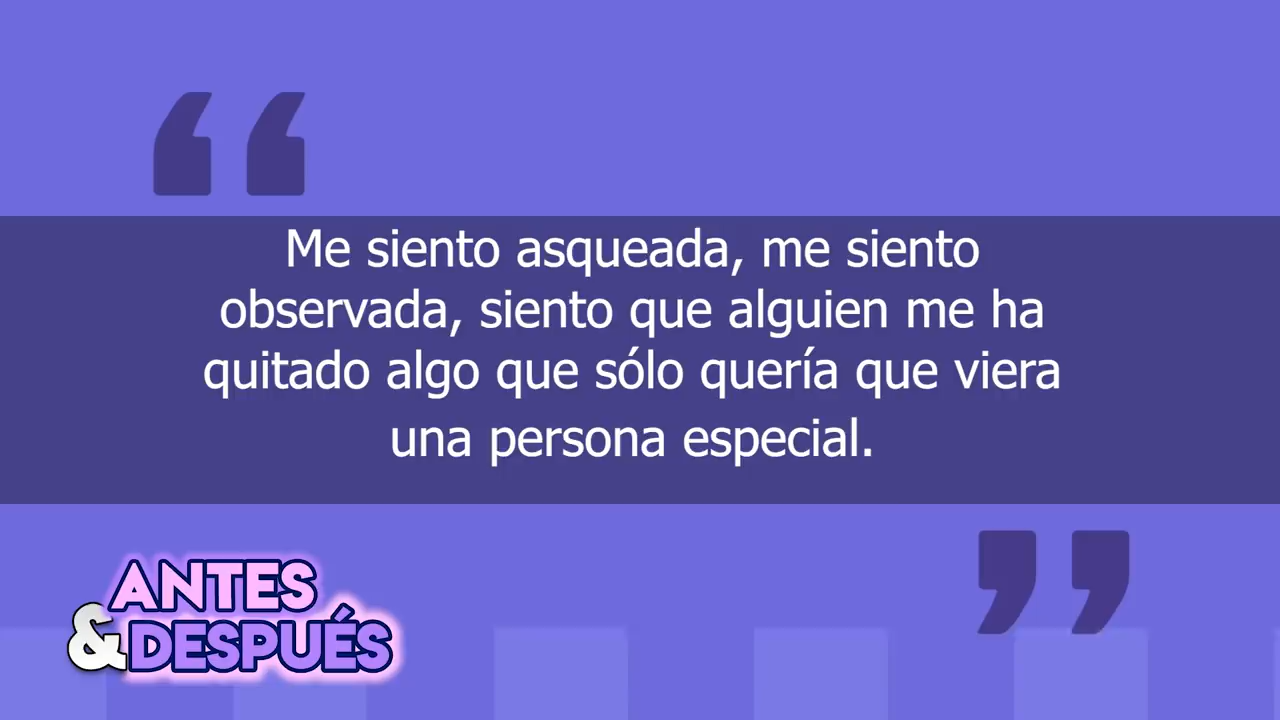 “
Me siento asqueada, me siento
observada, siento que alguien me ha
quitado algo que sólo quería que viera
una persona especial.
”
ANTES
&DESPUÉS